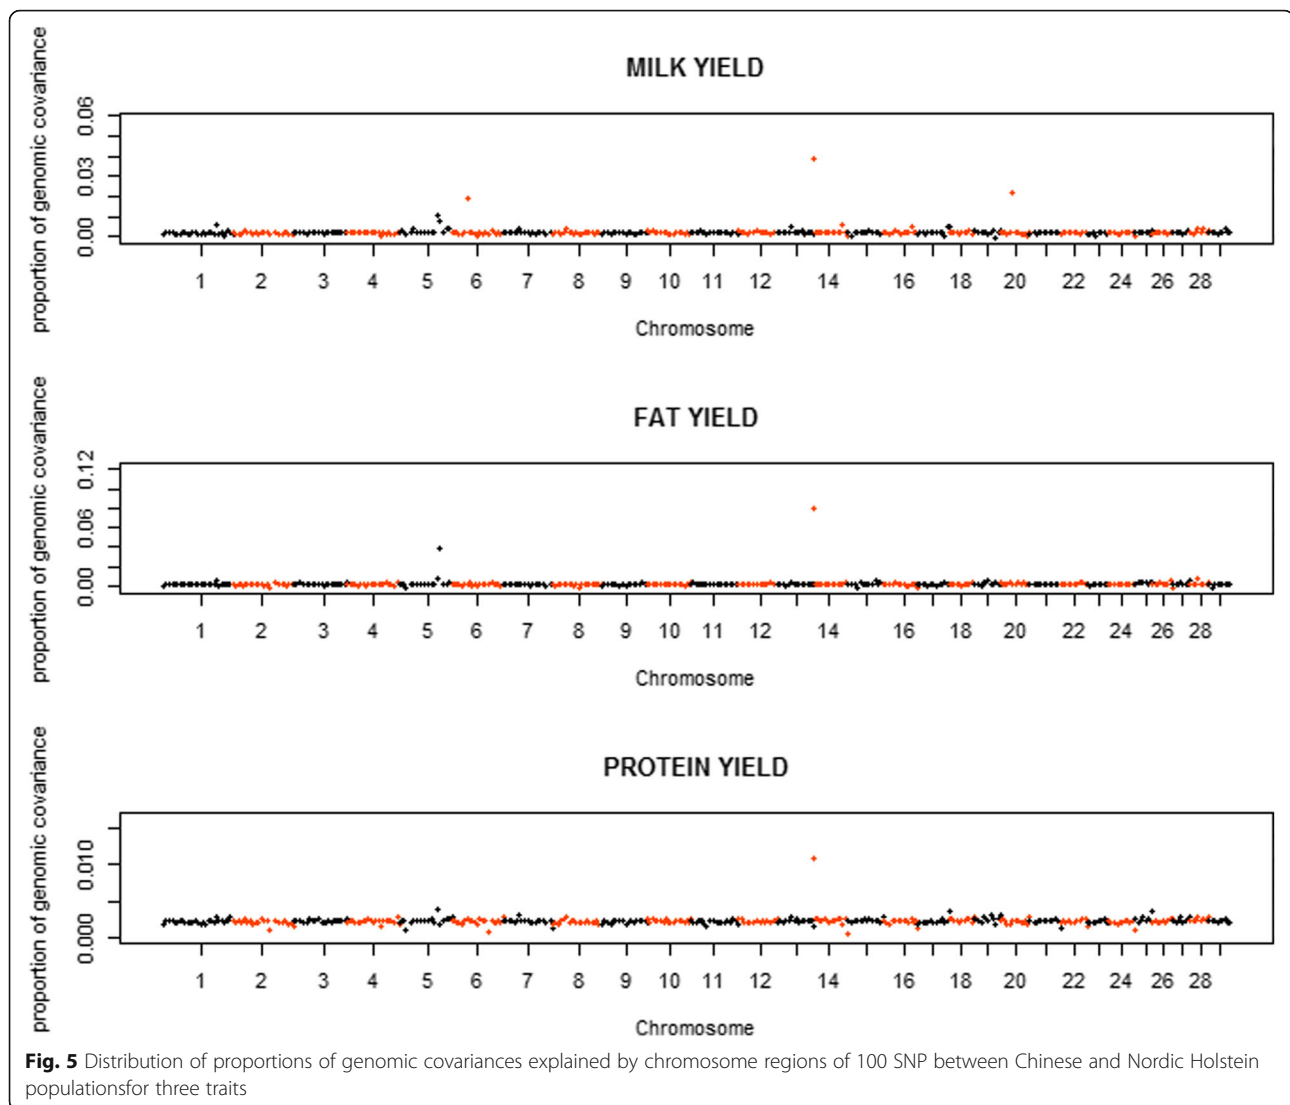 MILK YIELD
proportion of genomic covariance
0.06
0.03
0.00
1 2 3 4 5 6 7 8 9 10 11 12 14 16 18 20 22 24 26 28
Chromosome
FAT YIELD
proportion of genomic covariance
0.12
0.06
0.00
1 2 3 4 5 6 7 8 9 10 11 12 14 16 18 20 22 24 26 28
Chromosome
PROTEIN YIELD
proportion of genomic covariance
0.010
0.000
1 2 3 4 5 6 7 8 9 10 11 12 14 16 18 20 22 24 26 28
Chromosome
Fig. 5 Distribution of proportions of genomic covariances explained by chromosome regions of 100 SNP between Chinese and Nordic Holstein
populationsfor three traits